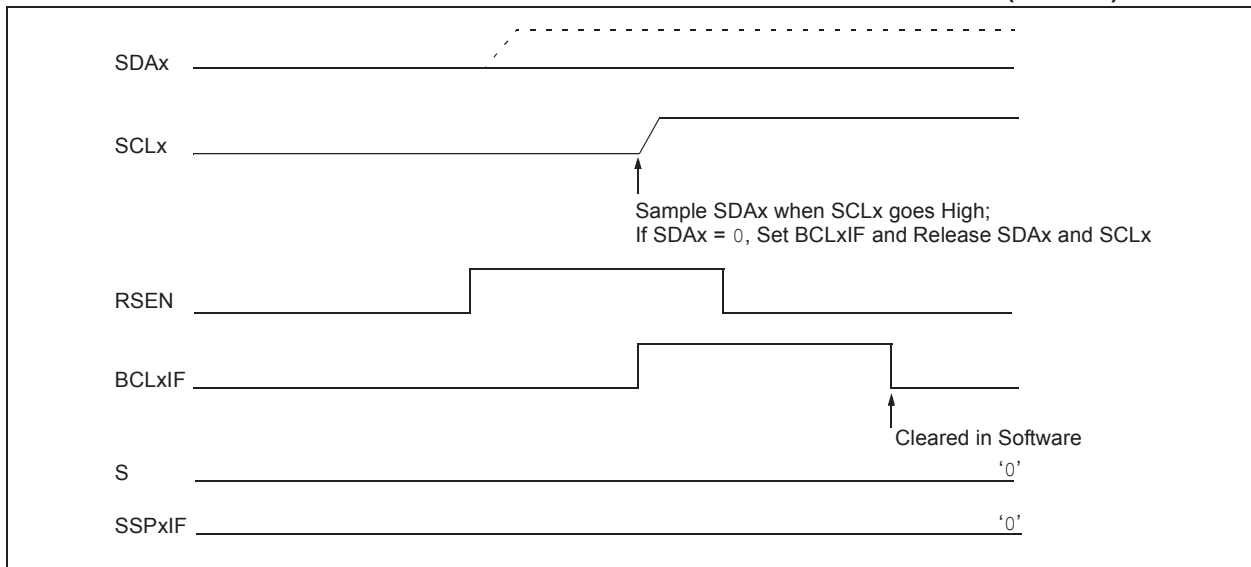 SDAx
SCLx
Sample SDAx when SCLx goes High;
If SDAx = 0, Set BCLxIF and Release SDAx and SCLx
RSEN
BCLxIF
Cleared in Software
S
‘0’
SSPxIF
‘0’